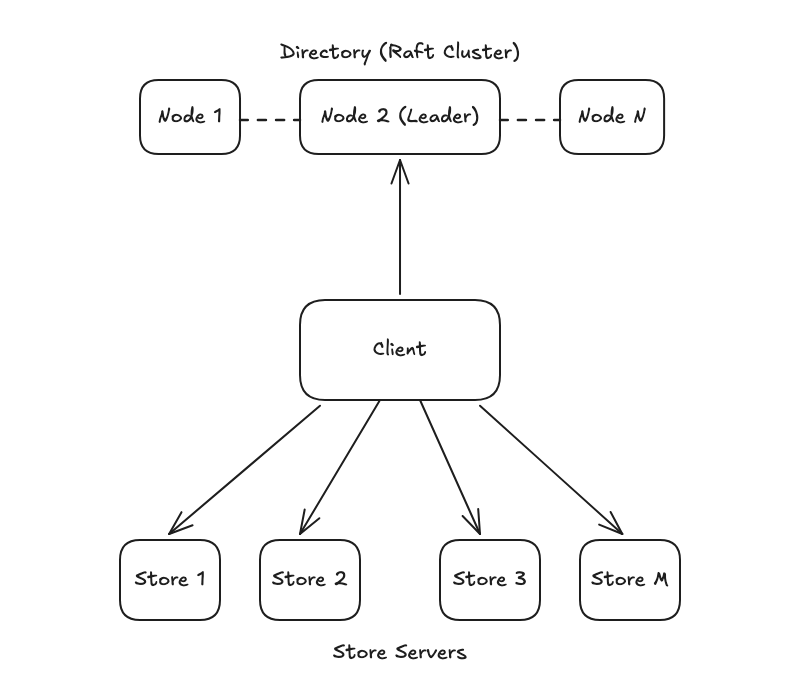 Directory (Raft Cluster)
Node 1
Node 2 (Leader)
Node N
Client
Store 1
Store 2
Store 3
Store M
Store Servers